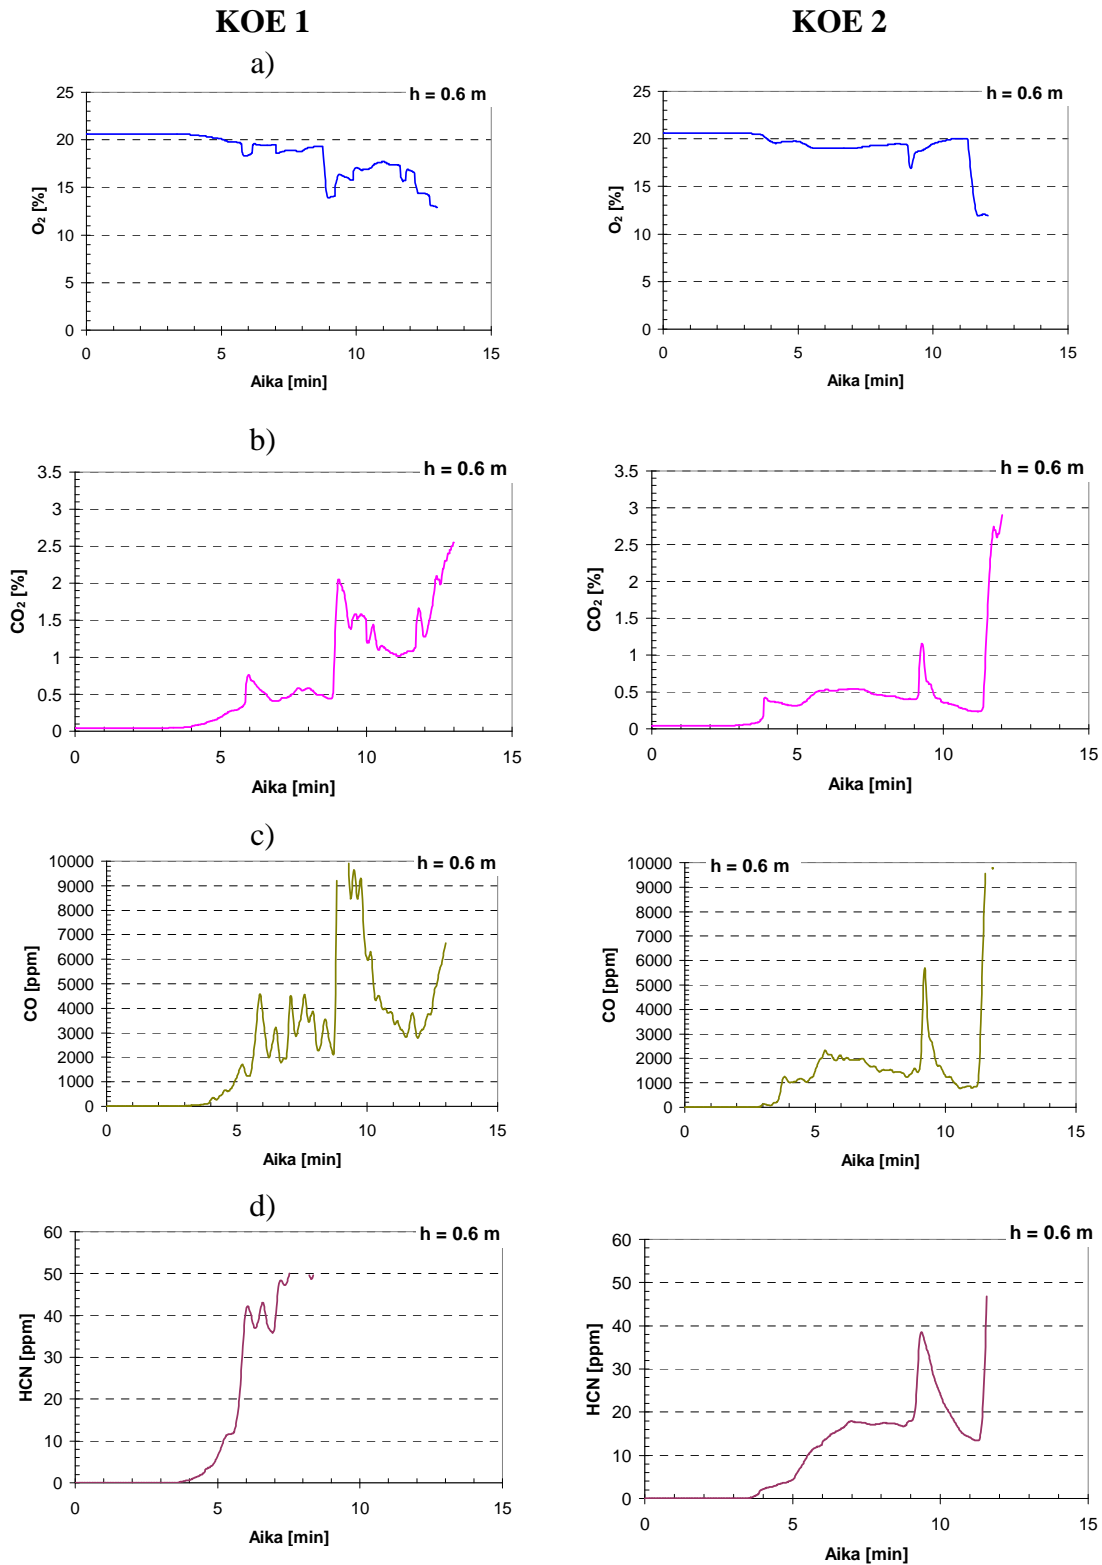 KOE 1
KOE 2
a)
h = 0.6 m
25
20
15
10
5
0
O₂ [%]
0 5 10 15
Aika [min]
h = 0.6 m
25
20
15
10
5
0
O₂ [%]
0 5 10 15
Aika [min]
b)
h = 0.6 m
3.5
3
2.5
2
1.5
1
0.5
0
CO₂ [%]
0 5 10 15
Aika [min]
h = 0.6 m
3.5
3
2.5
2
1.5
1
0.5
0
CO₂ [%]
0 5 10 15
Aika [min]
c)
h = 0.6 m
10000
9000
8000
7000
6000
5000
4000
3000
2000
1000
0
CO [ppm]
0 5 10 15
Aika [min]
h = 0.6 m
10000
9000
8000
7000
6000
5000
4000
3000
2000
1000
0
CO [ppm]
0 5 10 15
Aika [min]
d)
h = 0.6 m
60
50
40
30
20
10
0
HCN [ppm]
0 5 10 15
Aika [min]
h = 0.6 m
60
50
40
30
20
10
0
HCN [ppm]
0 5 10 15
Aika [min]